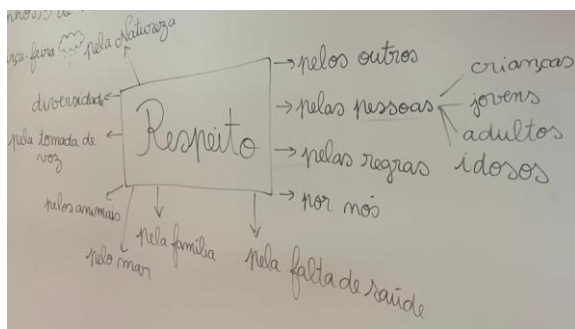 pela Natureza
diversidade
pela tomada de
voz
Respeito
pelos outros
pelas pessoas
crianças
jovens
adultos
idosos
pelas regras
por nós
pelos animais
pelo mar
pela família
pela falta de saúde